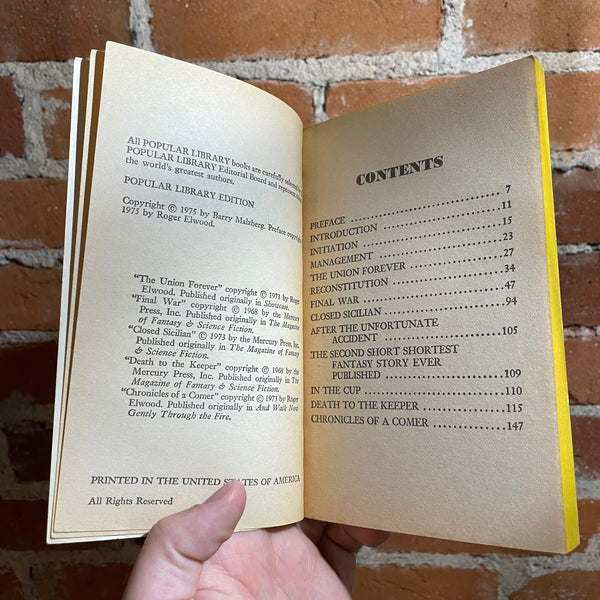 All POPULAR LIBRARY books are carefully selected
POPULAR LIBRARY Editorial Board and represent
the world's greatest authors.
POPULAR LIBRARY EDITION
Copyright © 1975 by Barry Malzberg. Preface copyright
1975 by Roger Elwood.
"The Union Forever" copyright © 1973 by Roger
Elwood. Published originally in Showcase.
"Final War" copyright © 1968 by the Mercury
Press, Inc. Published originally in The Magazine
of Fantasy & Science Fiction.
"Closed Sicilian" © 1973 by the Mercury Press, Inc.
Published originally in The Magazine of Fantasy
& Science Fiction.
"Death to the Keeper" copyright © 1968 by the
Mercury Press, Inc. Published originally in The
Magazine of Fantasy & Science Fiction.
"Chronicles of a Comer" copyright © 1973 by Roger
Elwood. Published originally in And Walk Now
Gently Through the Fire.
PRINTED IN THE UNITED STATES OF AMERICA
All Rights Reserved
CONTENTS
PREFACE ........................ 7
INTRODUCTION ................... 11
INITIATION ..................... 15
MANAGEMENT ..................... 23
THE UNION FOREVER .............. 27
RECONSTITUTION ................. 34
FINAL WAR ...................... 47
CLOSED SICILIAN ................ 94
AFTER THE UNFORTUNATE
ACCIDENT ....................... 105
THE SECOND SHORT SHORTEST
FANTASY STORY EVER
PUBLISHED ...................... 109
IN THE CUP ..................... 110
DEATH TO THE KEEPER ............ 115
CHRONICLES OF A COMER .......... 147